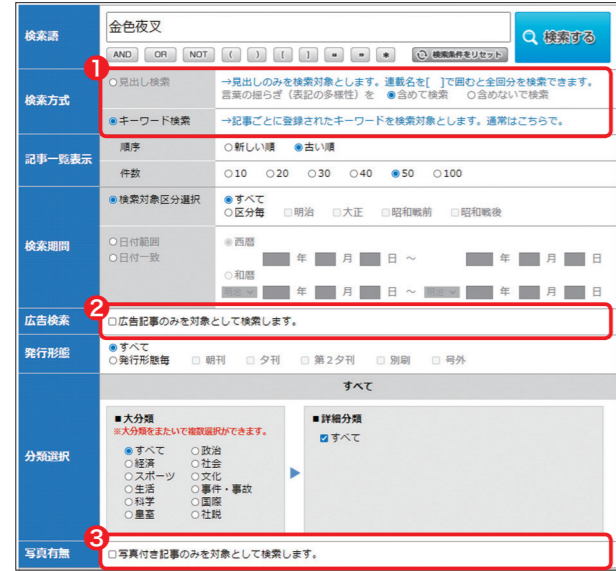 検索語
金色夜叉
AND OR NOT ( ) [ ] * 検索条件をリセット
検索する
1
検索方式
○見出し検索 →見出しのみを検索対象とします。連載名を[ ]で囲むと全回分を検索できます。
言葉の揺らぎ（表記の多様性）を ◉含めて検索 ○含めないで検索
◉キーワード検索 →記事ごとに登録されたキーワードを検索対象とします。通常はこちらで。
記事一覧表示
順序 ○新しい順 ◉古い順
件数 ○10 ○20 ○30 ○40 ◉50 ○100
検索期間
◉検索対象区分選択 ◉すべて
○区分毎 □明治 □大正 □昭和戦前 □昭和戦後
○日付範囲 ◉西暦
○日付一致 年 月 日 ～ 年 月 日
○和暦
年 月 日 ～ 年 月 日
2
広告検索 □広告記事のみを対象として検索します。
発行形態 ◉すべて
○発行形態毎 □朝刊 □夕刊 □第２夕刊 □別刷 □号外
分類選択
すべて
■大分類 ■詳細分類
※大分類をまたいで複数選択ができます。
☑すべて
◉すべて ○政治
○経済 ○社会
○スポーツ ○文化
○生活 ○事件・事故
○科学 ○国際
○皇室 ○社説
3
写真有無 □写真付き記事のみを対象として検索します。